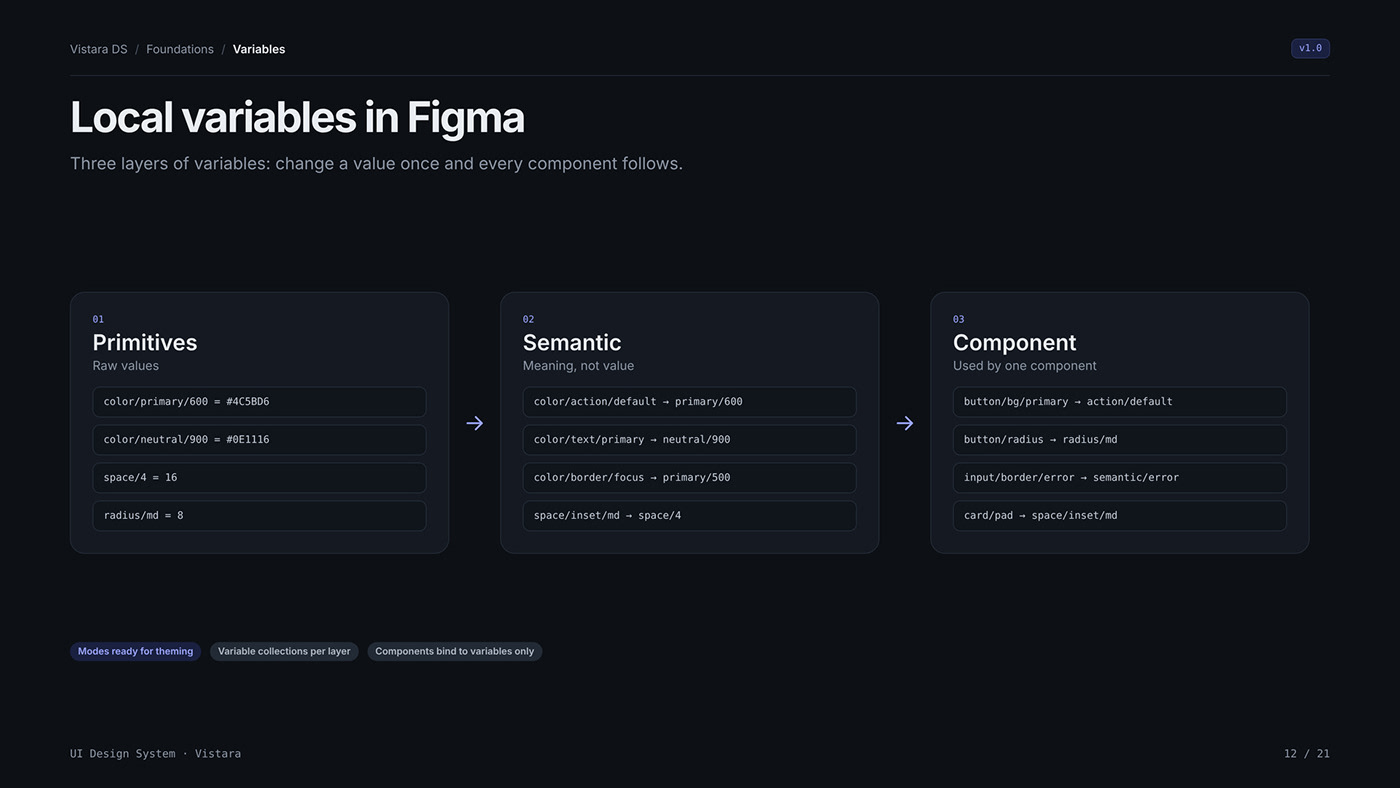 Vistara DS / Foundations / Variables
v1.0
Local variables in Figma
Three layers of variables: change a value once and every component follows.
01
Primitives
Raw values
color/primary/600 = #4C5BD6
color/neutral/900 = #0E1116
space/4 = 16
radius/md = 8
→
02
Semantic
Meaning, not value
color/action/default → primary/600
color/text/primary → neutral/900
color/border/focus → primary/500
space/inset/md → space/4
→
03
Component
Used by one component
button/bg/primary → action/default
button/radius → radius/md
input/border/error → semantic/error
card/pad → space/inset/md
Modes ready for theming
Variable collections per layer
Components bind to variables only
UI Design System · Vistara
12 / 21